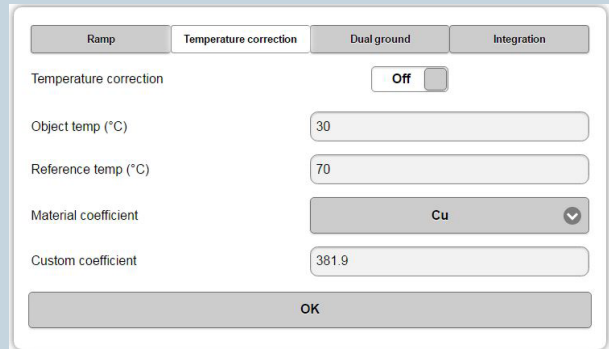 Ramp Temperature correction Dual ground Integration
Temperature correction Off
Object temp (°C) 30
Reference temp (°C) 70
Material coefficient Cu
Custom coefficient 381.9
OK